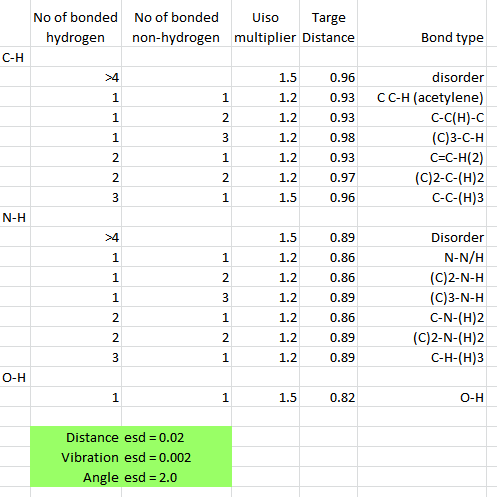 No of bonded No of bonded Uiso Targe
hydrogen non-hydrogen multiplier Distance Bond type
C-H
>4 1.5 0.96 disorder
1 1 1.2 0.93 C C-H (acetylene)
1 2 1.2 0.93 C-C(H)-C
1 3 1.2 0.98 (C)3-C-H
2 1 1.2 0.93 C=C-H(2)
2 2 1.2 0.97 (C)2-C-(H)2
3 1 1.5 0.96 C-C-(H)3
N-H
>4 1.5 0.89 Disorder
1 1 1.2 0.86 N-N/H
1 2 1.2 0.86 (C)2-N-H
1 3 1.2 0.89 (C)3-N-H
2 1 1.2 0.86 C-N-(H)2
2 2 1.2 0.89 (C)2-N-(H)2
3 1 1.2 0.89 C-H-(H)3
O-H
1 1 1.5 0.82 O-H
Distance esd = 0.02
Vibration esd = 0.002
Angle esd = 2.0